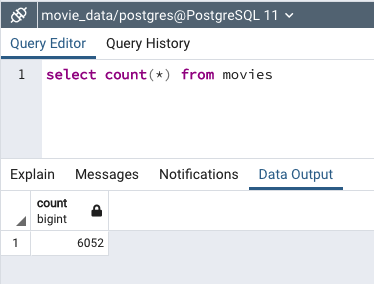 movie_data/postgres@PostgreSQL 11
Query Editor Query History
1 select count(*) from movies
Explain Messages Notifications Data Output
count
bigint
1 6052